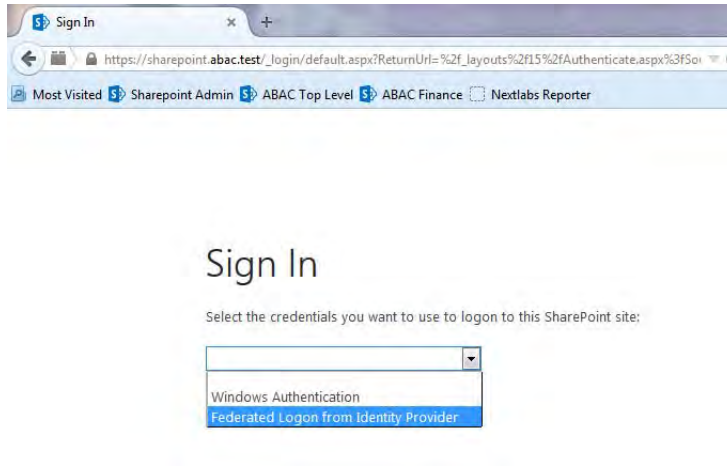 Sign In
https://sharepoint.abac.test/_login/default.aspx?ReturnUrl=%2f_layouts%2f15%2fAuthenticate.aspx%3fSou
Most Visited Sharepoint Admin ABAC Top Level ABAC Finance Nextlabs Reporter
Sign In
Select the credentials you want to use to logon to this SharePoint site:
Windows Authentication
Federated Logon from Identity Provider